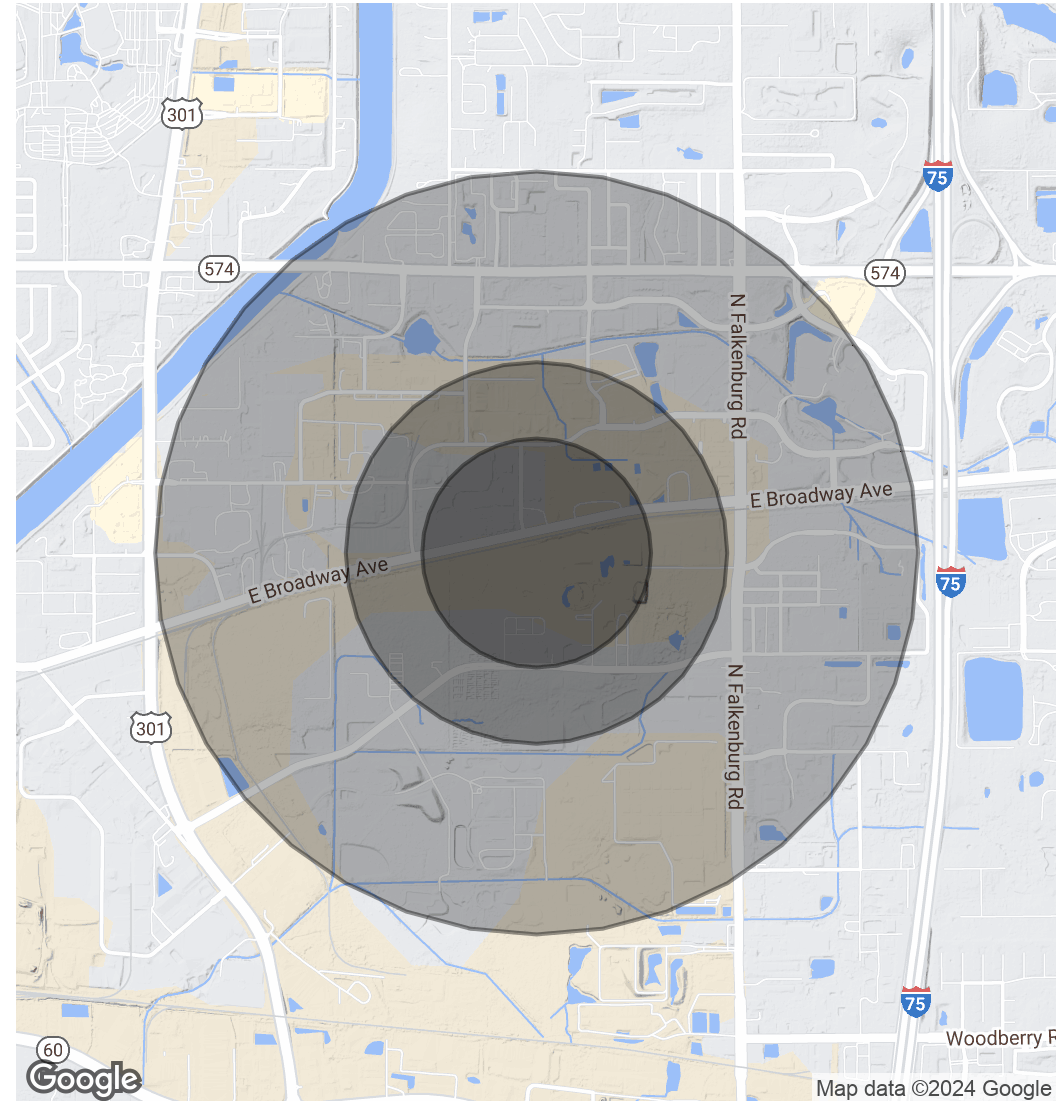 301
75
574
574
N Falkenburg Rd
E Broadway Ave
E Broadway Ave
75
N Falkenburg Rd
301
75
Woodberry R
60
Google
Map data ©2024 Google